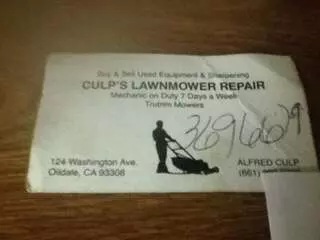 Buy & Sell Used Equipment & Sharpening
CULP'S LAWNMOWER REPAIR
Mechanic on Duty 7 Days a Week
Trutrim Mowers
3696679
124 Washington Ave.
Oildale, CA 93308
ALFRED CULP
(661)